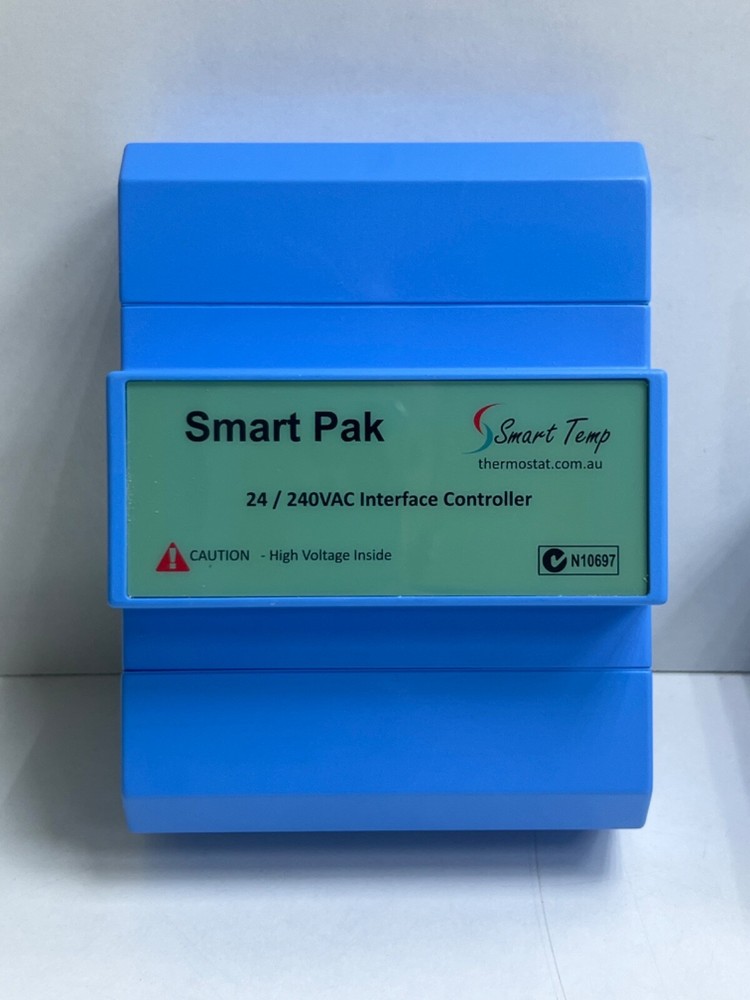 Smart Pak
Smart Temp
thermostat.com.au
24 / 240VAC Interface Controller
CAUTION - High Voltage Inside
N10697